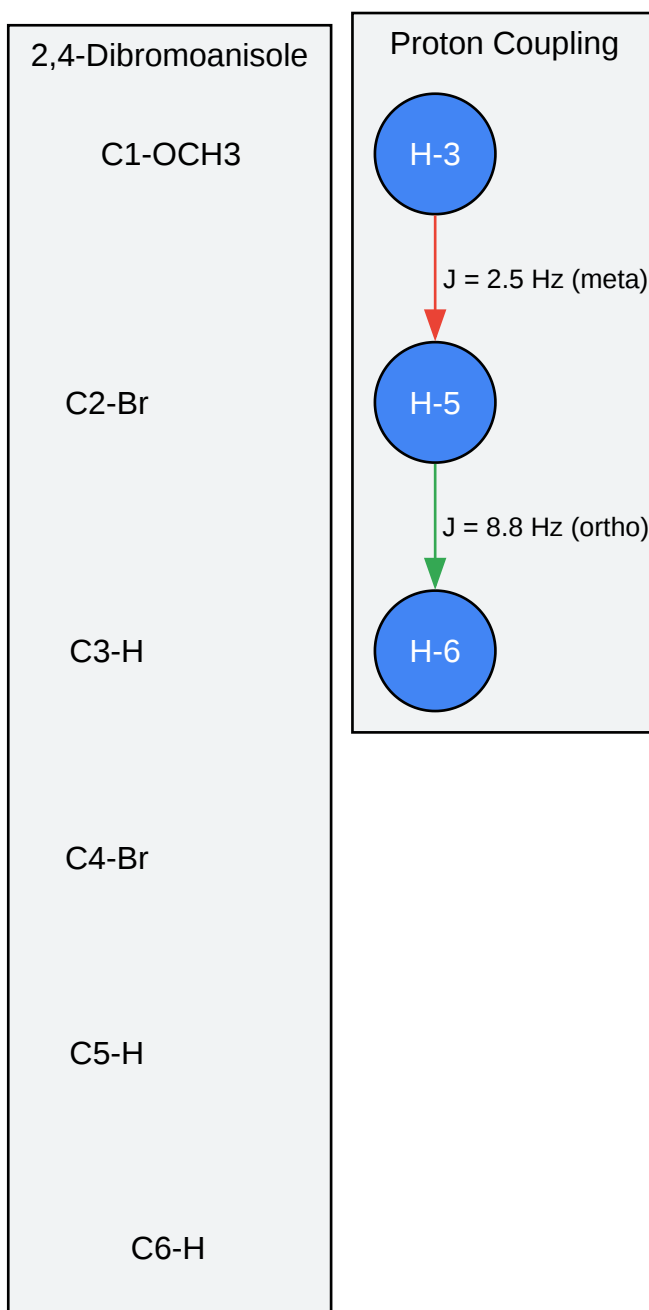 2,4-Dibromoanisole
C1-OCH3
C2-Br
C3-H
C4-Br
C5-H
C6-H
Proton Coupling
H-3
J = 2.5 Hz (meta)
H-5
J = 8.8 Hz (ortho)
H-6